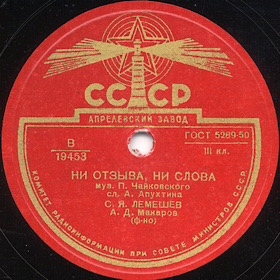 СССР
АПРЕЛЕВСКИЙ ЗАВОД
В
19453
ГОСТ 5289-50
III кл.
НИ ОТЗЫВА, НИ СЛОВА
муз. П. Чайковского
сл. А. Апухтина
С. Я. ЛЕМЕШЕВ
А. Д. Макаров
(ф-но)
КОМИТЕТ РАДИОИНФОРМАЦИИ ПРИ СОВЕТЕ МИНИСТРОВ СССР.